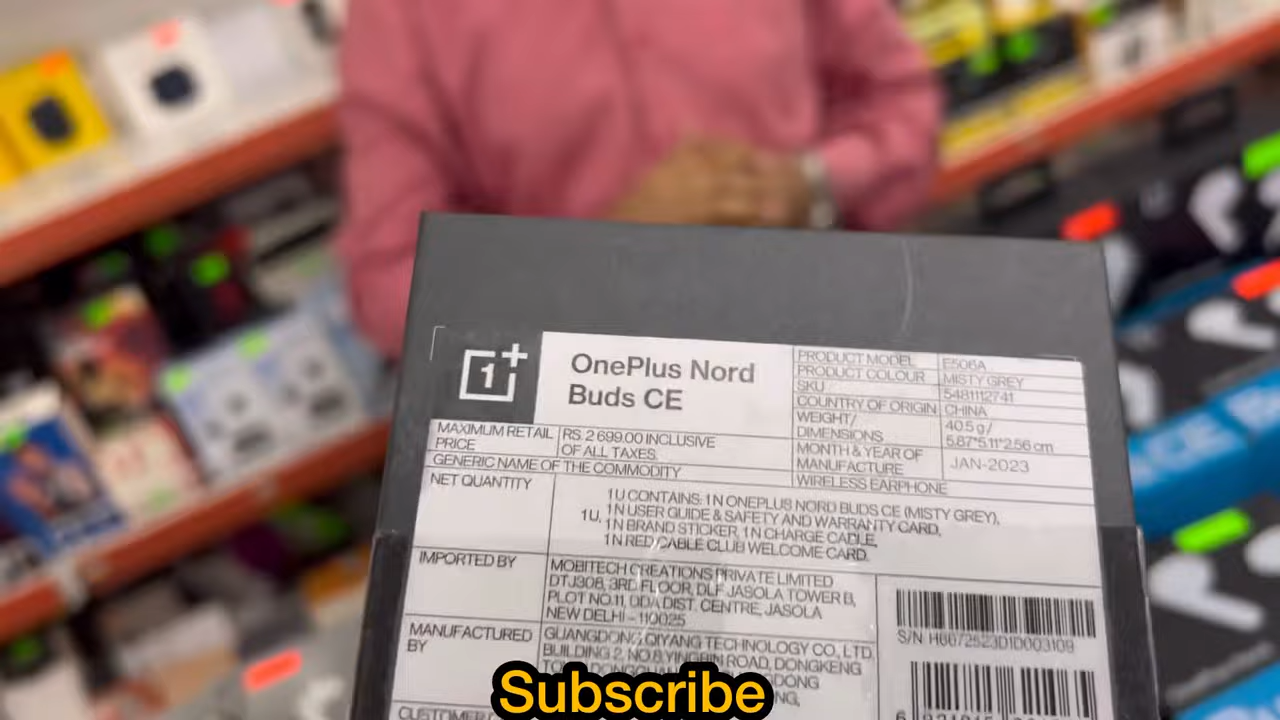 1+
OnePlus Nord
Buds CE
PRODUCT MODEL E506A
PRODUCT COLOUR MISTY GREY
SKU 5481112741
COUNTRY OF ORIGIN CHINA
WEIGHT/ 40.5 g/
DIMENSIONS 5.87*5.11*2.56 cm
MONTH & YEAR OF
MANUFACTURE JAN-2023
MAXIMUM RETAIL RS. 2 699.00 INCLUSIVE
PRICE OF ALL TAXES.
GENERIC NAME OF THE COMMODITY WIRELESS EARPHONE
NET QUANTITY
1U CONTAINS: 1N ONEPLUS NORD BUDS CE (MISTY GREY),
1U, 1N USER GUIDE & SAFETY AND WARRANTY CARD,
1N BRAND STICKER, 1N CHARGE CABLE,
1N RED CABLE CLUB WELCOME CARD.
IMPORTED BY
MOBITECH CREATIONS PRIVATE LIMITED
DTJ308, 3RD FLOOR, DLF JASOLA TOWER B,
PLOT NO.11, DDA DIST. CENTRE, JASOLA
NEW DELHI - 110025
MANUFACTURED GUANGDONG QIYANG TECHNOLOGY CO., LTD.
BY BUILDING 2, NO.8 YINGBIN ROAD, DONGKENG
S/N H6072523D1D003109
Subscribe